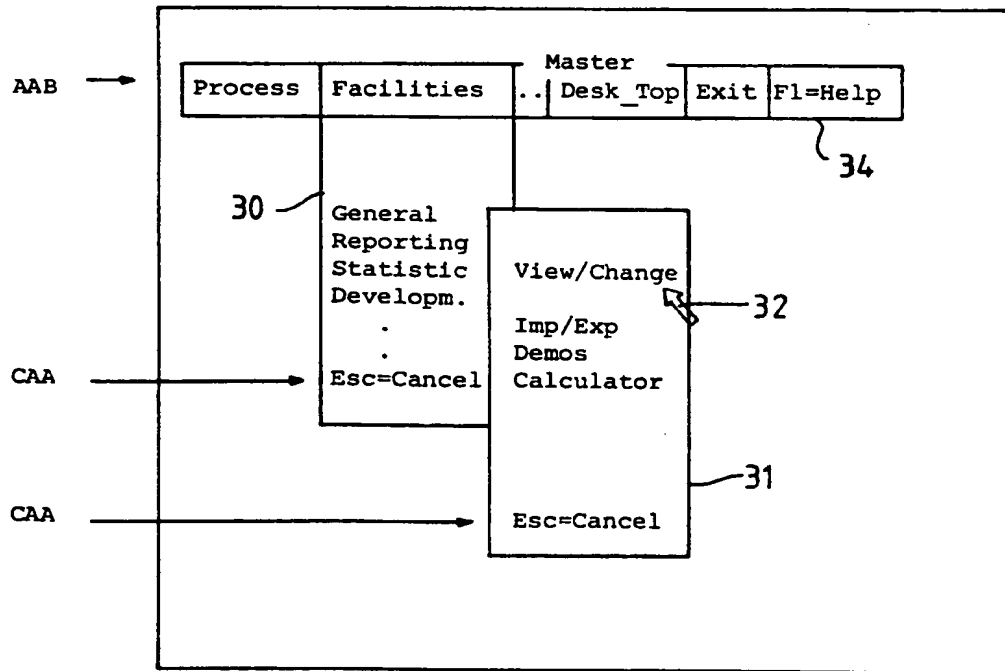 Master
AAB Process Facilities .. Desk_Top Exit F1=Help
34
30
General
Reporting
Statistic
Developm.
.
.
CAA Esc=Cancel
View/Change
32
Imp/Exp
Demos
Calculator
31
CAA Esc=Cancel